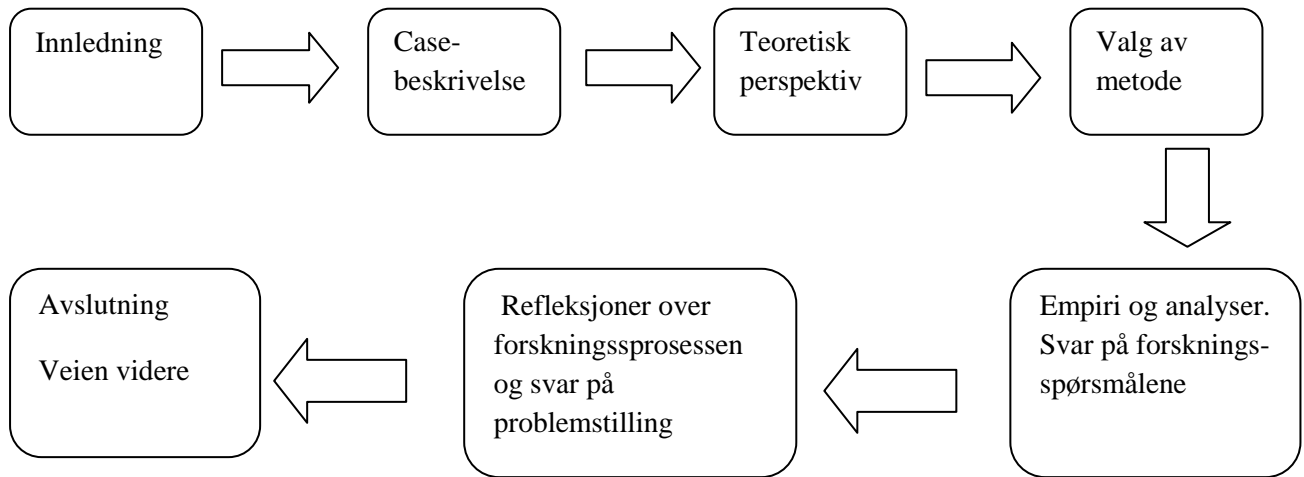 Innledning
Case-
beskrivelse
Teoretisk
perspektiv
Valg av
metode
Empiri og analyser.
Svar på forsknings-
spørsmålene
Refleksjoner over
forskningssprosessen
og svar på
problemstilling
Avslutning
Veien videre